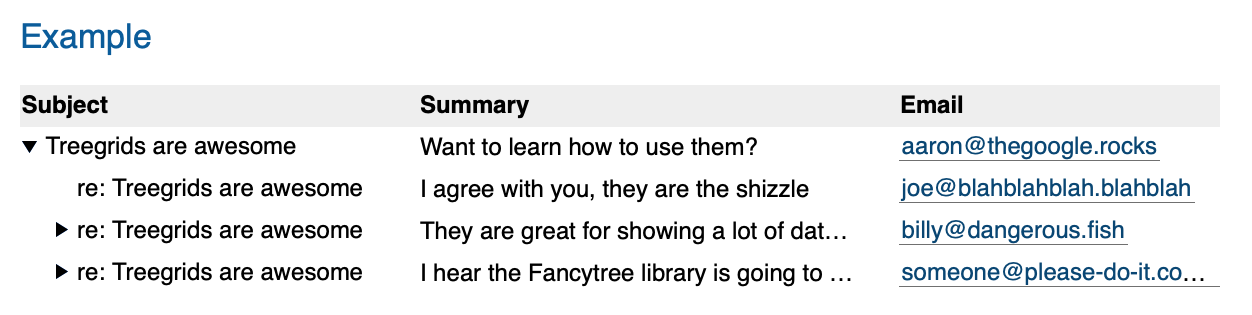 Example
Subject Summary Email
▼ Treegrids are awesome Want to learn how to use them? aaron@thegoogle.rocks
re: Treegrids are awesome I agree with you, they are the shizzle joe@blahblahblah.blahblah
▶ re: Treegrids are awesome They are great for showing a lot of dat… billy@dangerous.fish
▶ re: Treegrids are awesome I hear the Fancytree library is going to … someone@please-do-it.co…